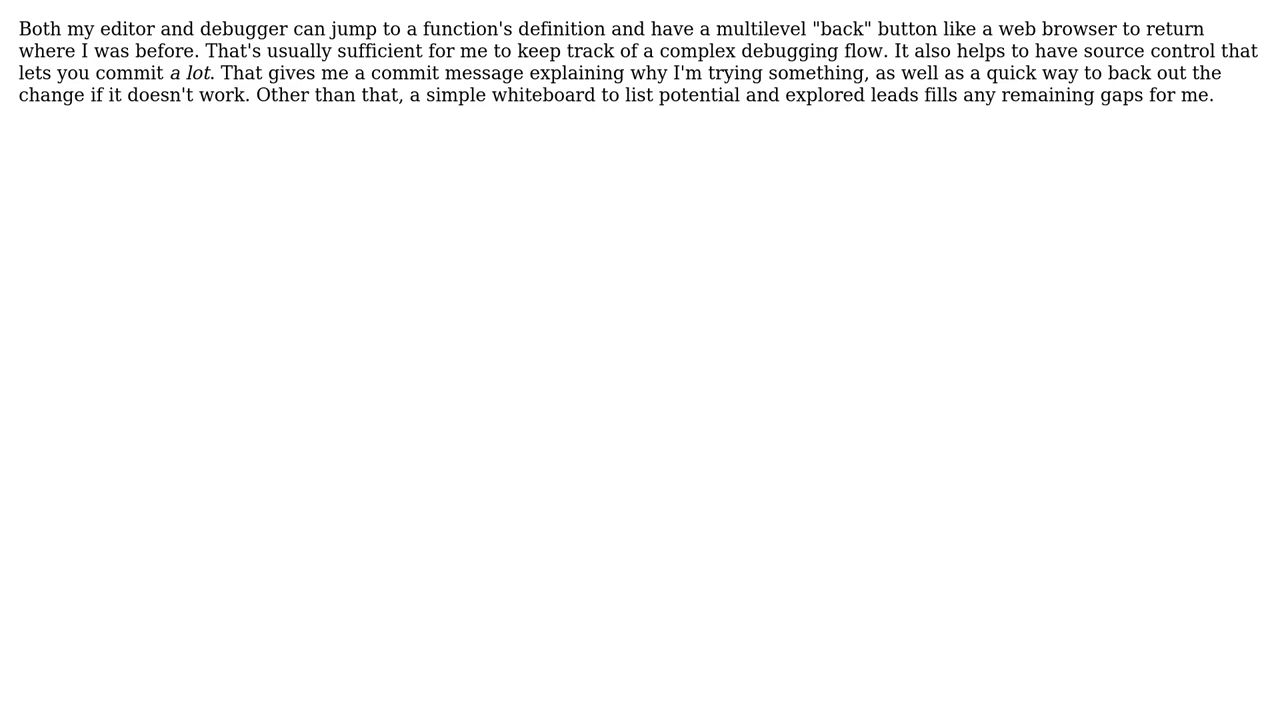 Both my editor and debugger can jump to a function's definition and have a multilevel "back" button like a web browser to return
where I was before. That's usually sufficient for me to keep track of a complex debugging flow. It also helps to have source control that
lets you commit a lot. That gives me a commit message explaining why I'm trying something, as well as a quick way to back out the
change if it doesn't work. Other than that, a simple whiteboard to list potential and explored leads fills any remaining gaps for me.